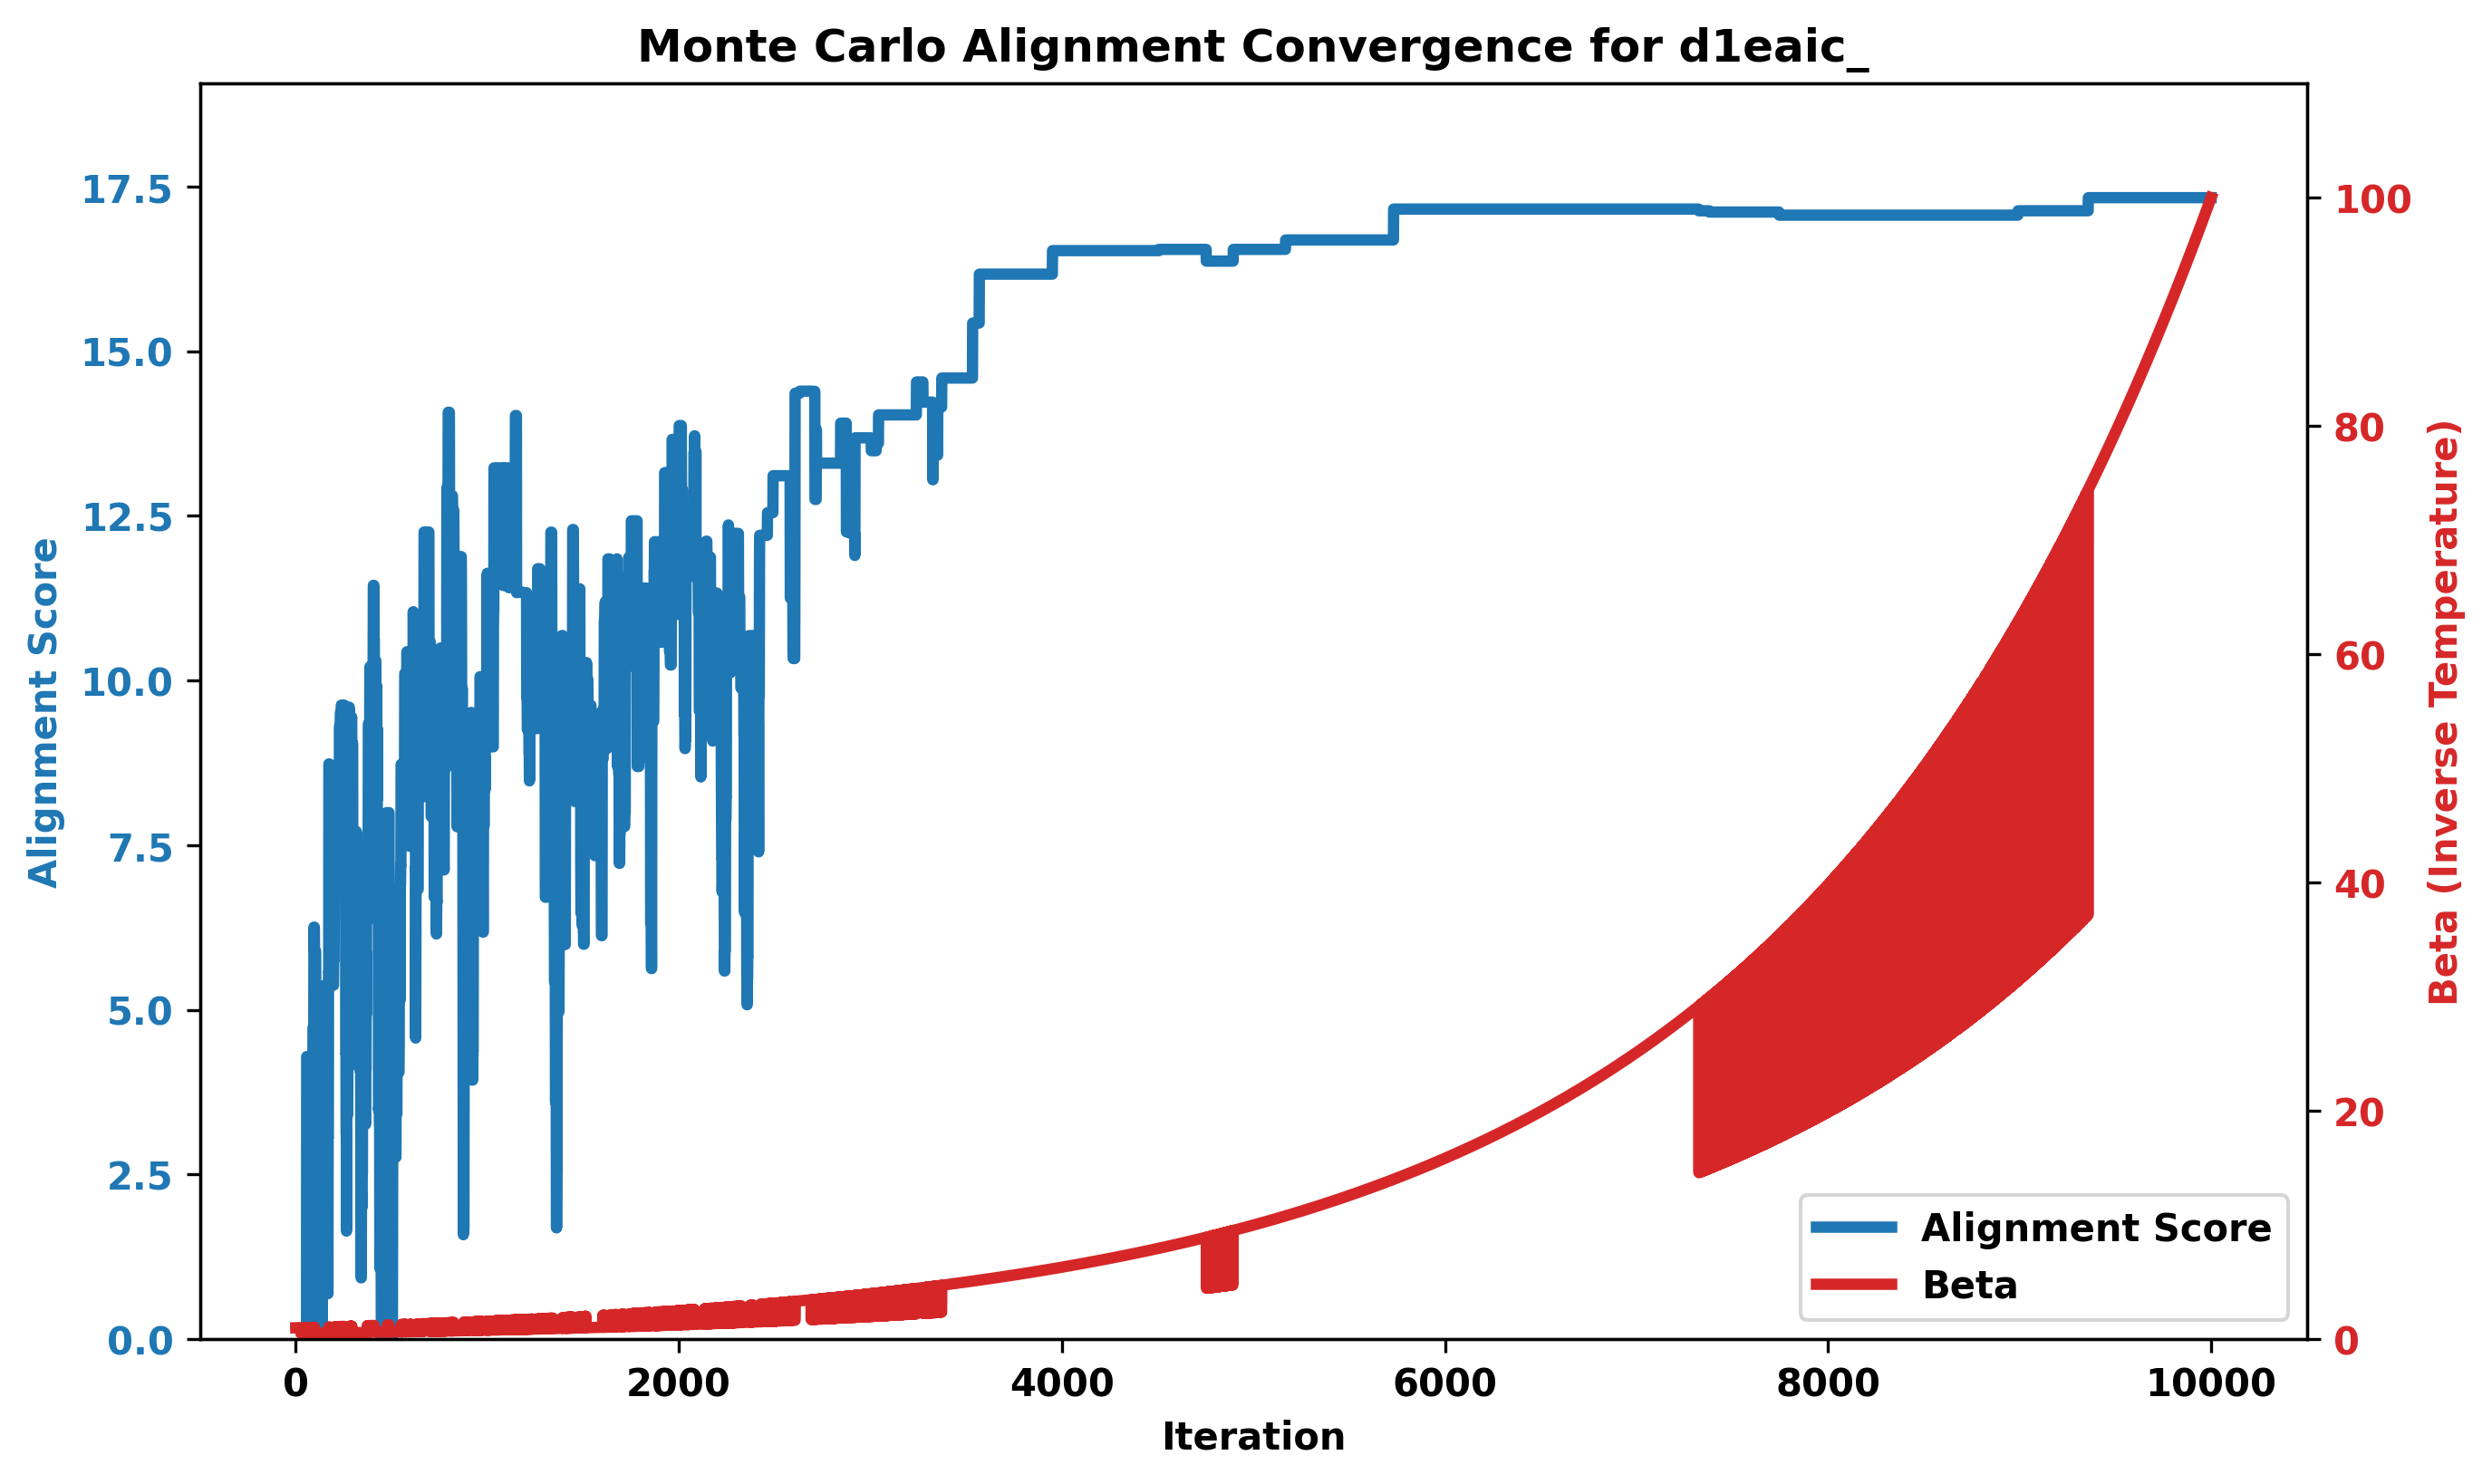 Monte Carlo Alignment Convergence for d1eaic_
17.5
15.0
12.5
10.0
7.5
5.0
2.5
0.0
Alignment Score
100
80
60
40
20
0
Beta (Inverse Temperature)
Alignment Score
Beta
0 2000 4000 6000 8000 10000
Iteration